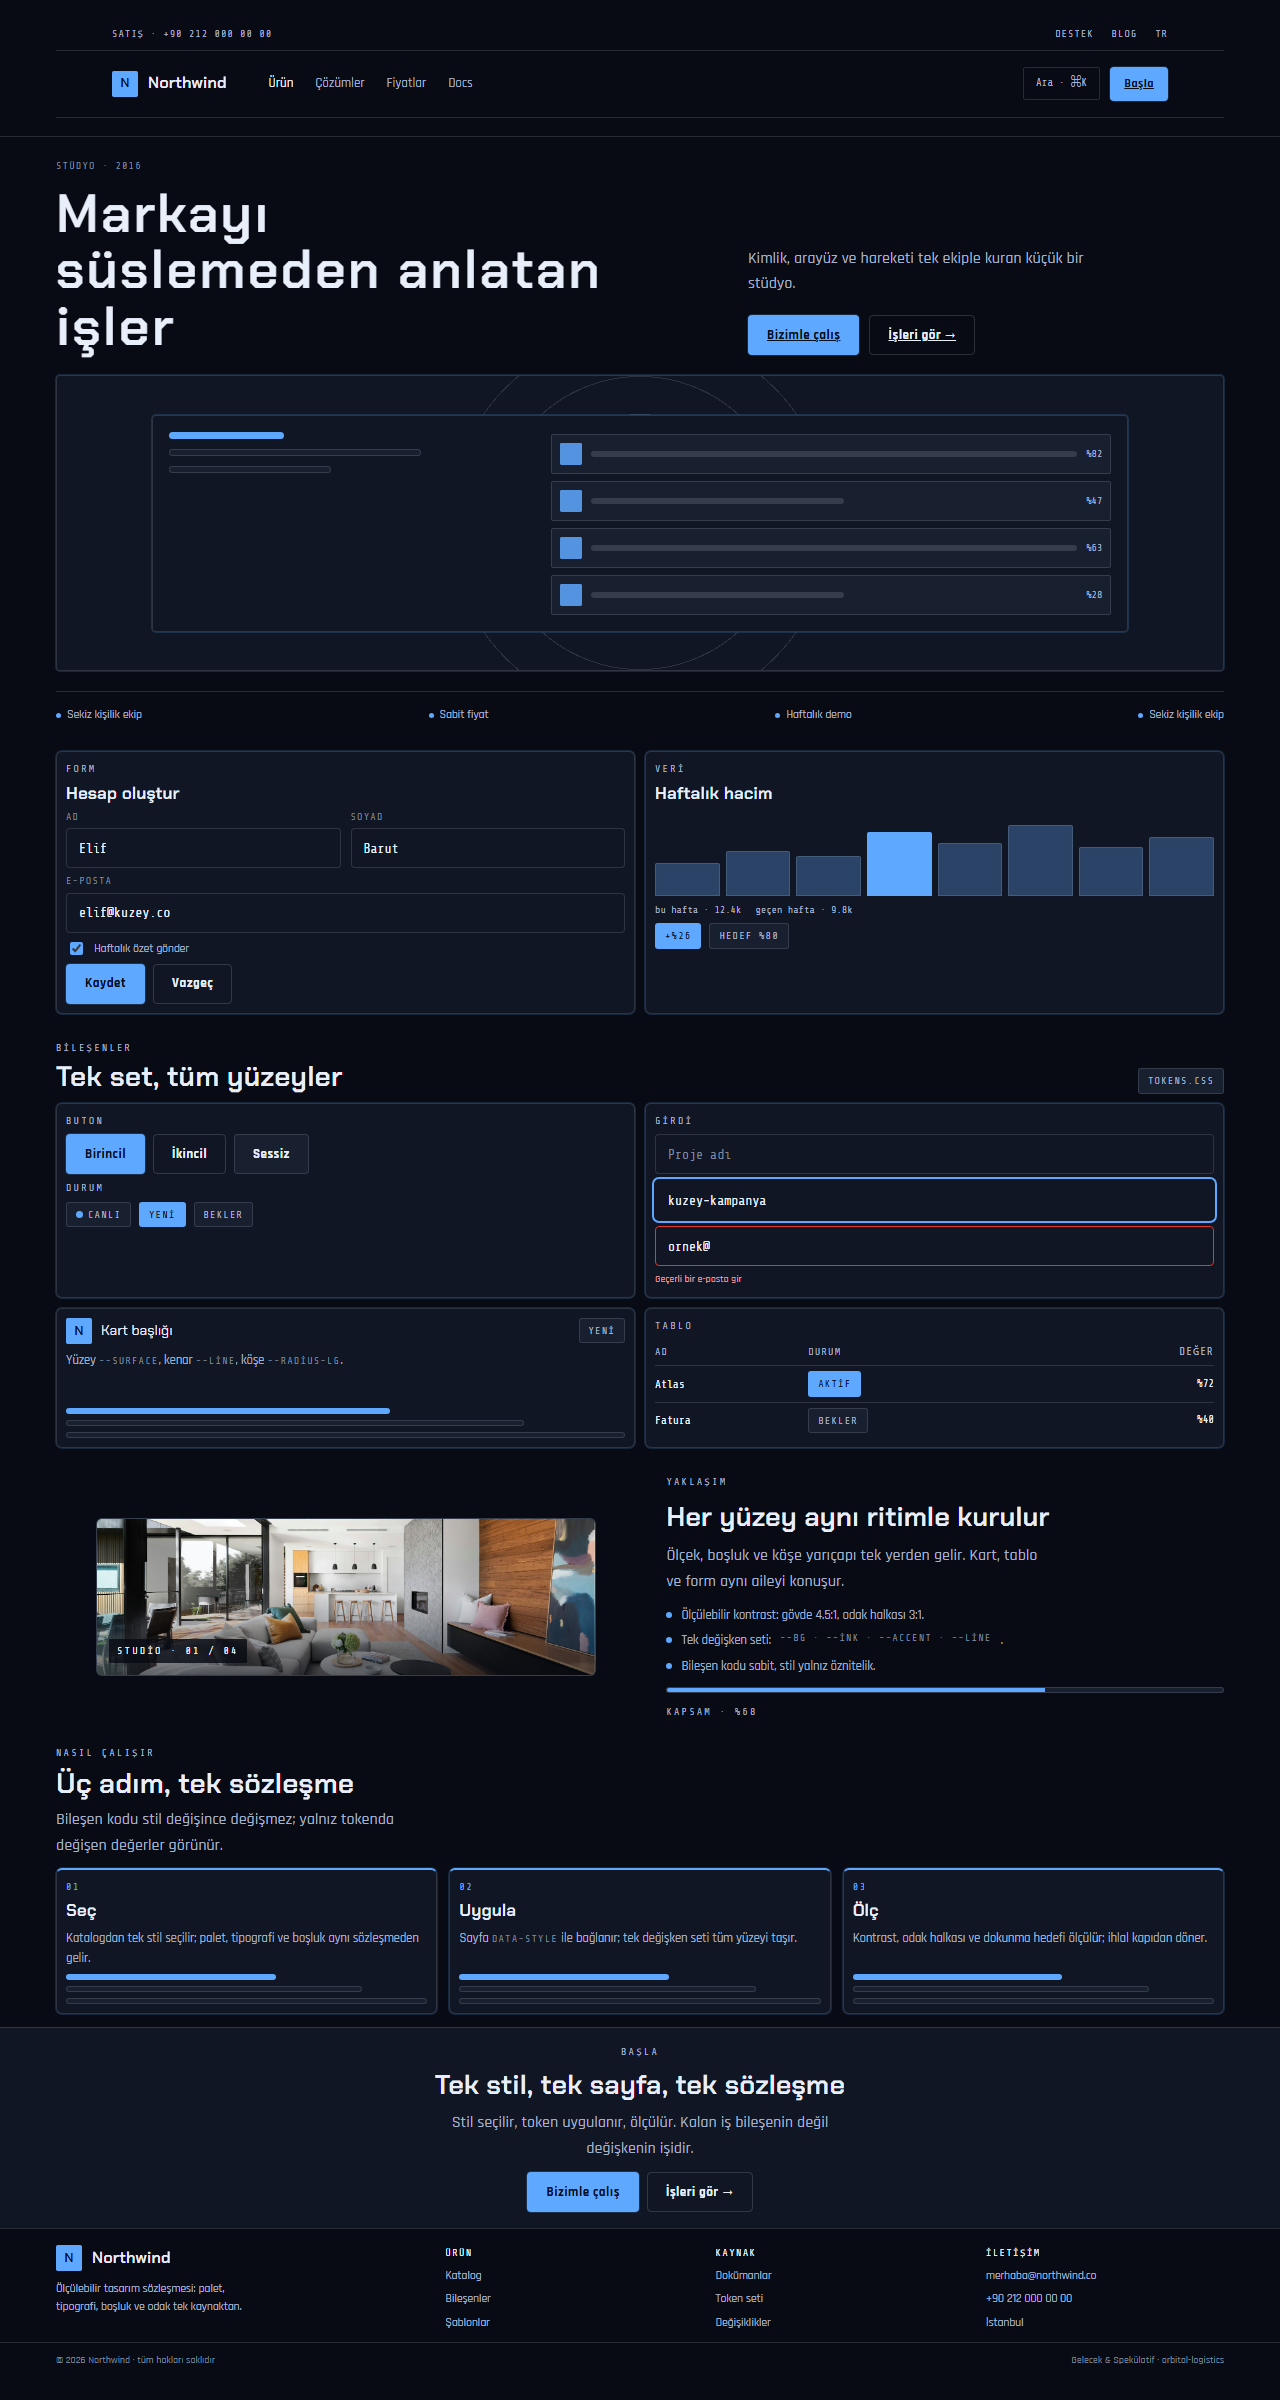 SATIŞ · +90 212 000 00 00
DESTEK BLOG TR
N Northwind Ürün Çözümler Fiyatlar Docs
Ara · ⌘K Başla
STÜDYO · 2016
Markayı
süslemeden anlatan
işler
Kimlik, arayüz ve hareketi tek ekiple kuran küçük bir
stüdyo.
Bizimle çalış İşleri gör →
%82
%47
%63
%28
Sekiz kişilik ekip Sabit fiyat Haftalık demo Sekiz kişilik ekip
FORM
Hesap oluştur
AD SOYAD
Elif Barut
E-POSTA
elif@kuzey.co
Haftalık özet gönder
Kaydet Vazgeç
VERİ
Haftalık hacim
bu hafta · 12.4k geçen hafta · 9.8k
+%26 HEDEF %80
BİLEŞENLER
Tek set, tüm yüzeyler
TOKENS.CSS
BUTON
Birincil İkincil Sessiz
DURUM
CANLI YENİ BEKLER
GİRDİ
Proje adı
kuzey-kampanya
ornek@
Geçerli bir e-posta gir
N Kart başlığı YENİ
Yüzey --SURFACE, kenar --LİNE, köşe --RADİUS-LG.
TABLO
AD DURUM DEĞER
Atlas AKTİF %72
Fatura BEKLER %40
STUDİO · 01 / 04
YAKLAŞIM
Her yüzey aynı ritimle kurulur
Ölçek, boşluk ve köşe yarıçapı tek yerden gelir. Kart, tablo
ve form aynı aileyi konuşur.
Ölçülebilir kontrast: gövde 4.5:1, odak halkası 3:1.
Tek değişken seti: --BG · --İNK · --ACCENT · --LİNE .
Bileşen kodu sabit, stil yalnız öznitelik.
KAPSAM · %68
NASIL ÇALIŞIR
Üç adım, tek sözleşme
Bileşen kodu stil değişince değişmez; yalnız tokenda
değişen değerler görünür.
01
Seç
Katalogdan tek stil seçilir; palet, tipografi ve boşluk aynı sözleşmeden
gelir.
02
Uygula
Sayfa DATA-STYLE ile bağlanır; tek değişken seti tüm yüzeyi taşır.
03
Ölç
Kontrast, odak halkası ve dokunma hedefi ölçülür; ihlal kapıdan döner.
BAŞLA
Tek stil, tek sayfa, tek sözleşme
Stil seçilir, token uygulanır, ölçülür. Kalan iş bileşenin değil
değişkenin işidir.
Bizimle çalış İşleri gör →
N Northwind
Ölçülebilir tasarım sözleşmesi: palet,
tipografi, boşluk ve odak tek kaynaktan.
ÜRÜN
Katalog
Bileşenler
Şablonlar
KAYNAK
Dokümanlar
Token seti
Değişiklikler
İLETİŞİM
merhaba@northwind.co
+90 212 000 00 00
İstanbul
© 2026 Northwind · tüm hakları saklıdır
Gelecek & Spekülatif · orbital-logistics